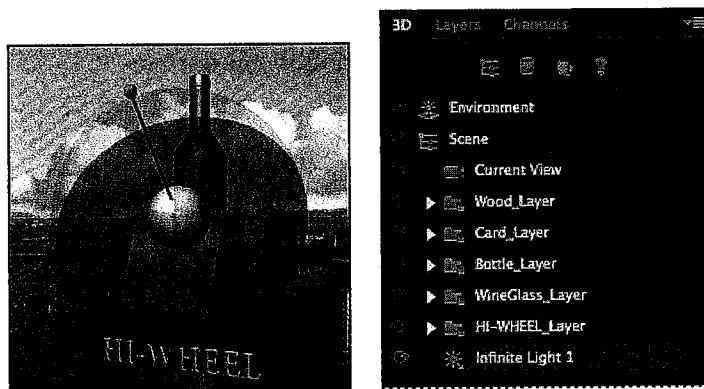 HI-WHEEL
3D Layers Channels
Environment
Scene
Current View
Wood_Layer
Card_Layer
Bottle_Layer
WineGlass_Layer
HI-WHEEL_Layer
Infinite Light 1